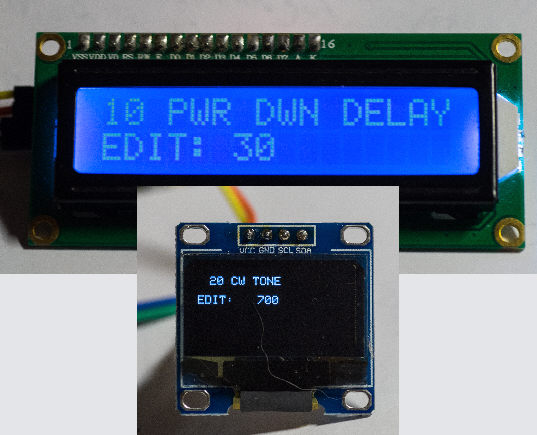 1 16
VSS VDD VO RS RW E D0 D1 D2 D3 D4 D5 D6 D7 A K
10 PWR DWN DELAY
EDIT: 30
VCC GND SCL SDA
20 CW TONE
EDIT: 700